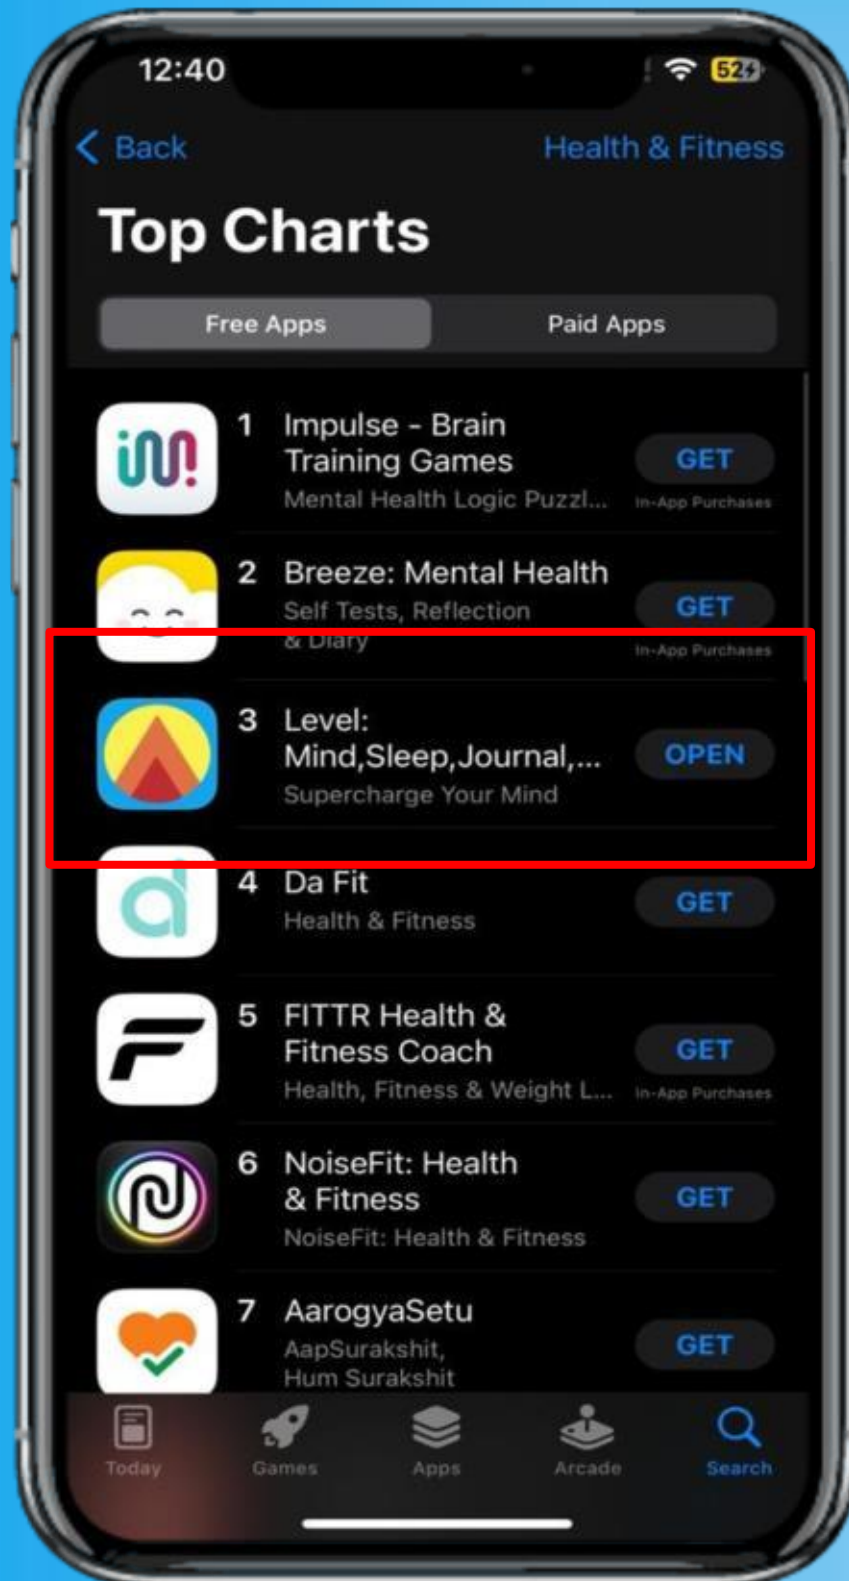 12:40
52
Back
Health & Fitness
Top Charts
Free Apps
Paid Apps
1
Impulse - Brain
Training Games
Mental Health Logic Puzzl...
GET
In-App Purchases
2
Breeze: Mental Health
Self Tests, Reflection
& Diary
GET
In-App Purchases
3
Level:
Mind,Sleep,Journal,...
Supercharge Your Mind
OPEN
4
Da Fit
Health & Fitness
GET
5
FITTR Health &
Fitness Coach
Health, Fitness & Weight L...
GET
In-App Purchases
6
NoiseFit: Health
& Fitness
NoiseFit: Health & Fitness
GET
7
AarogyaSetu
AapSurakshit,
Hum Surakshit
GET
Today
Games
Apps
Arcade
Search